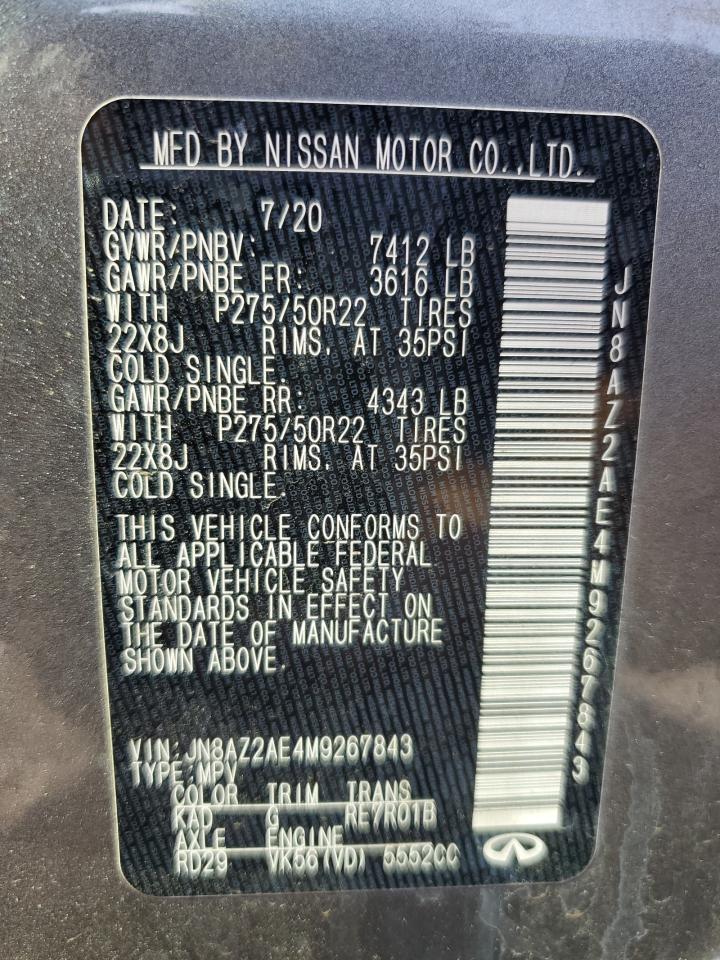 MFD BY NISSAN MOTOR CO.,LTD.
DATE: 7/20
GVWR/PNBV: 7412 LB
GAWR/PNBE FR: 3616 LB
WITH P275/50R22 TIRES
22X8J RIMS. AT 35PSI
COLD SINGLE.
GAWR/PNBE RR: 4343 LB
WITH P275/50R22 TIRES
22X8J RIMS. AT 35PSI
COLD SINGLE.
THIS VEHICLE CONFORMS TO
ALL APPLICABLE FEDERAL
MOTOR VEHICLE SAFETY
STANDARDS IN EFFECT ON
THE DATE OF MANUFACTURE
SHOWN ABOVE.
VIN:JN8AZ2AE4M9267843
TYPE:MPV
COLOR TRIM TRANS
KAD G RE7R01B
AXLE ENGINE
RD29 VK56(VD) 5552CC
JN8AZ2AE4M9267843